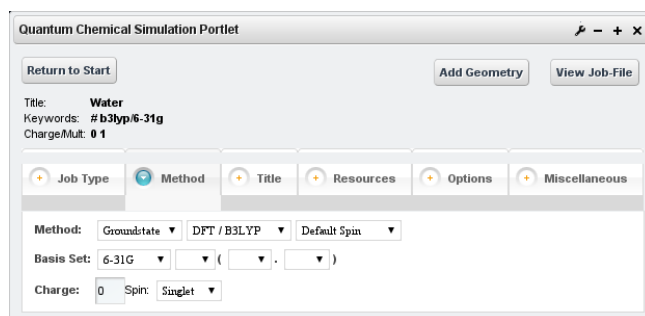 Quantum Chemical Simulation Portlet
Return to Start Add Geometry View Job-File
Title: Water
Keywords: # b3lyp/6-31g
Charge/Mult: 0 1
Job Type Method Title Resources Options Miscellaneous
Method: Groundstate DFT / B3LYP Default Spin
Basis Set: 6-31G ( . )
Charge: 0 Spin: Singlet